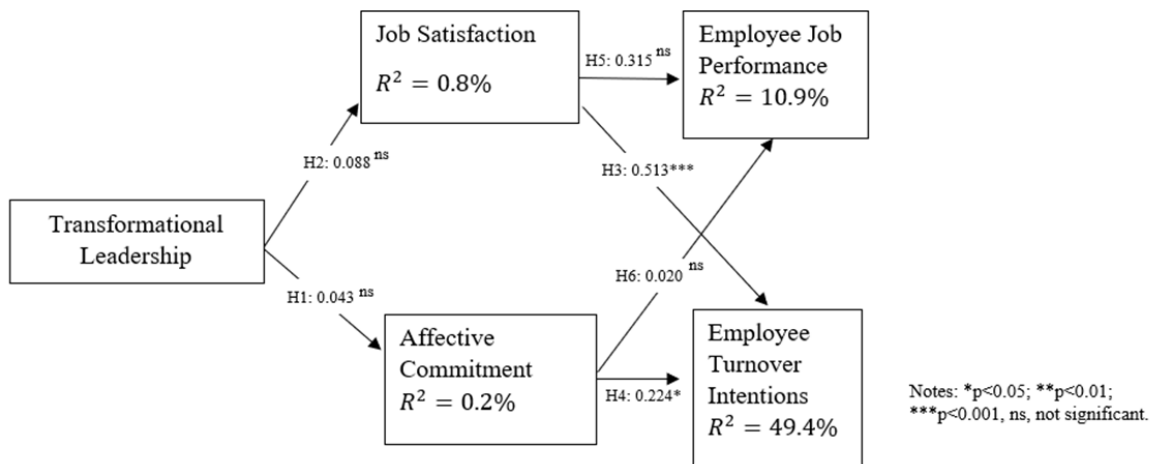 Job Satisfaction
R² = 0.8%
H5: 0.315 ns
Employee Job
Performance
R² = 10.9%
H2: 0.088 ns
H3: 0.513***
Transformational
Leadership
H1: 0.043 ns
H6: 0.020 ns
Affective
Commitment
R² = 0.2%
H4: 0.224*
Employee
Turnover
Intentions
R² = 49.4%
Notes: *p<0.05; **p<0.01;
***p<0.001, ns, not significant.